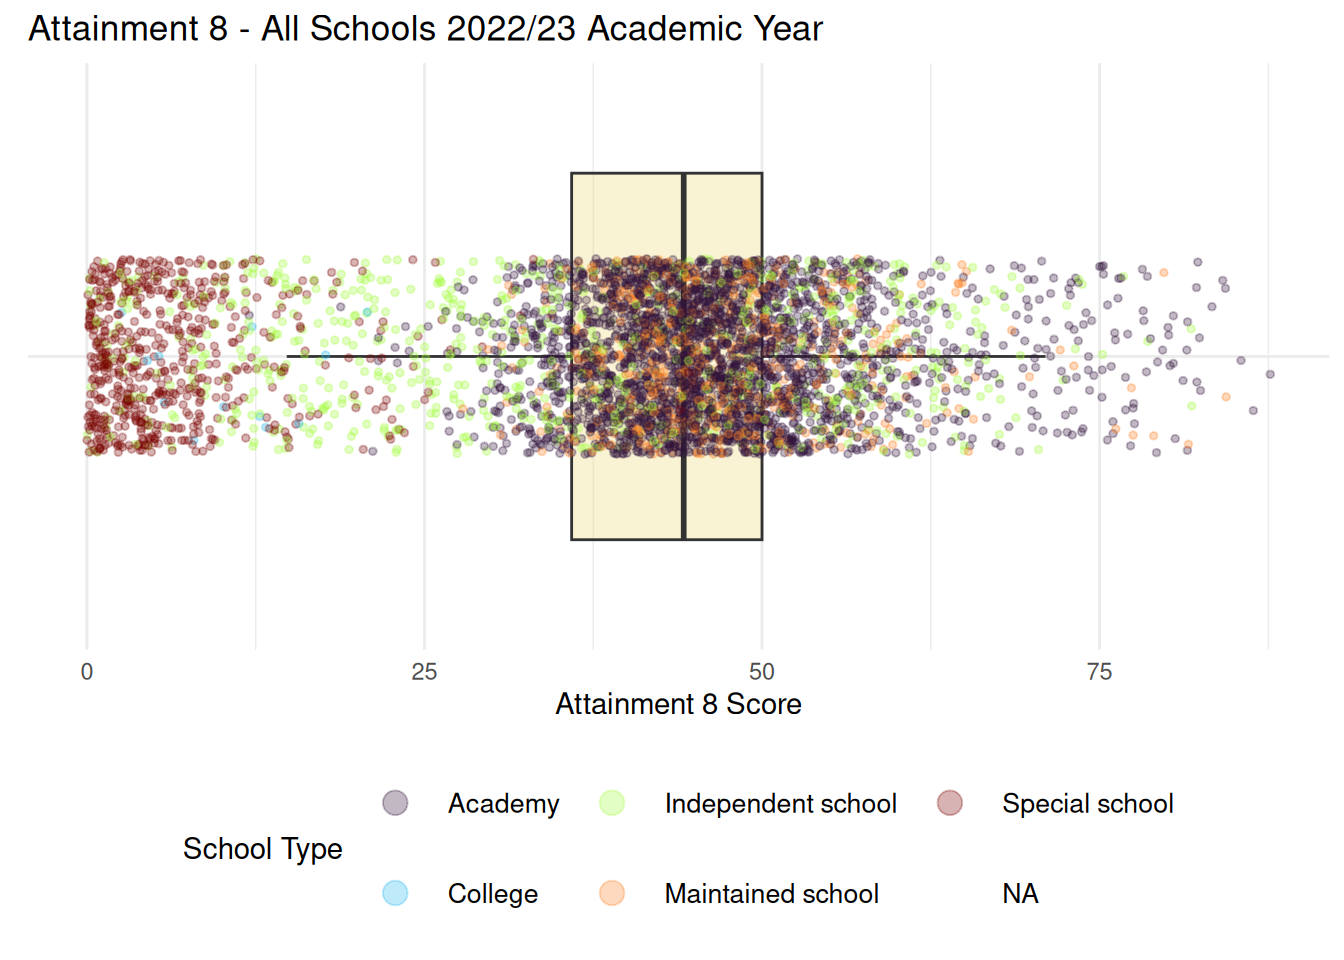 Attainment 8 - All Schools 2022/23 Academic Year
0 25 50 75
Attainment 8 Score
School Type
Academy Independent school Special school
College Maintained school NA